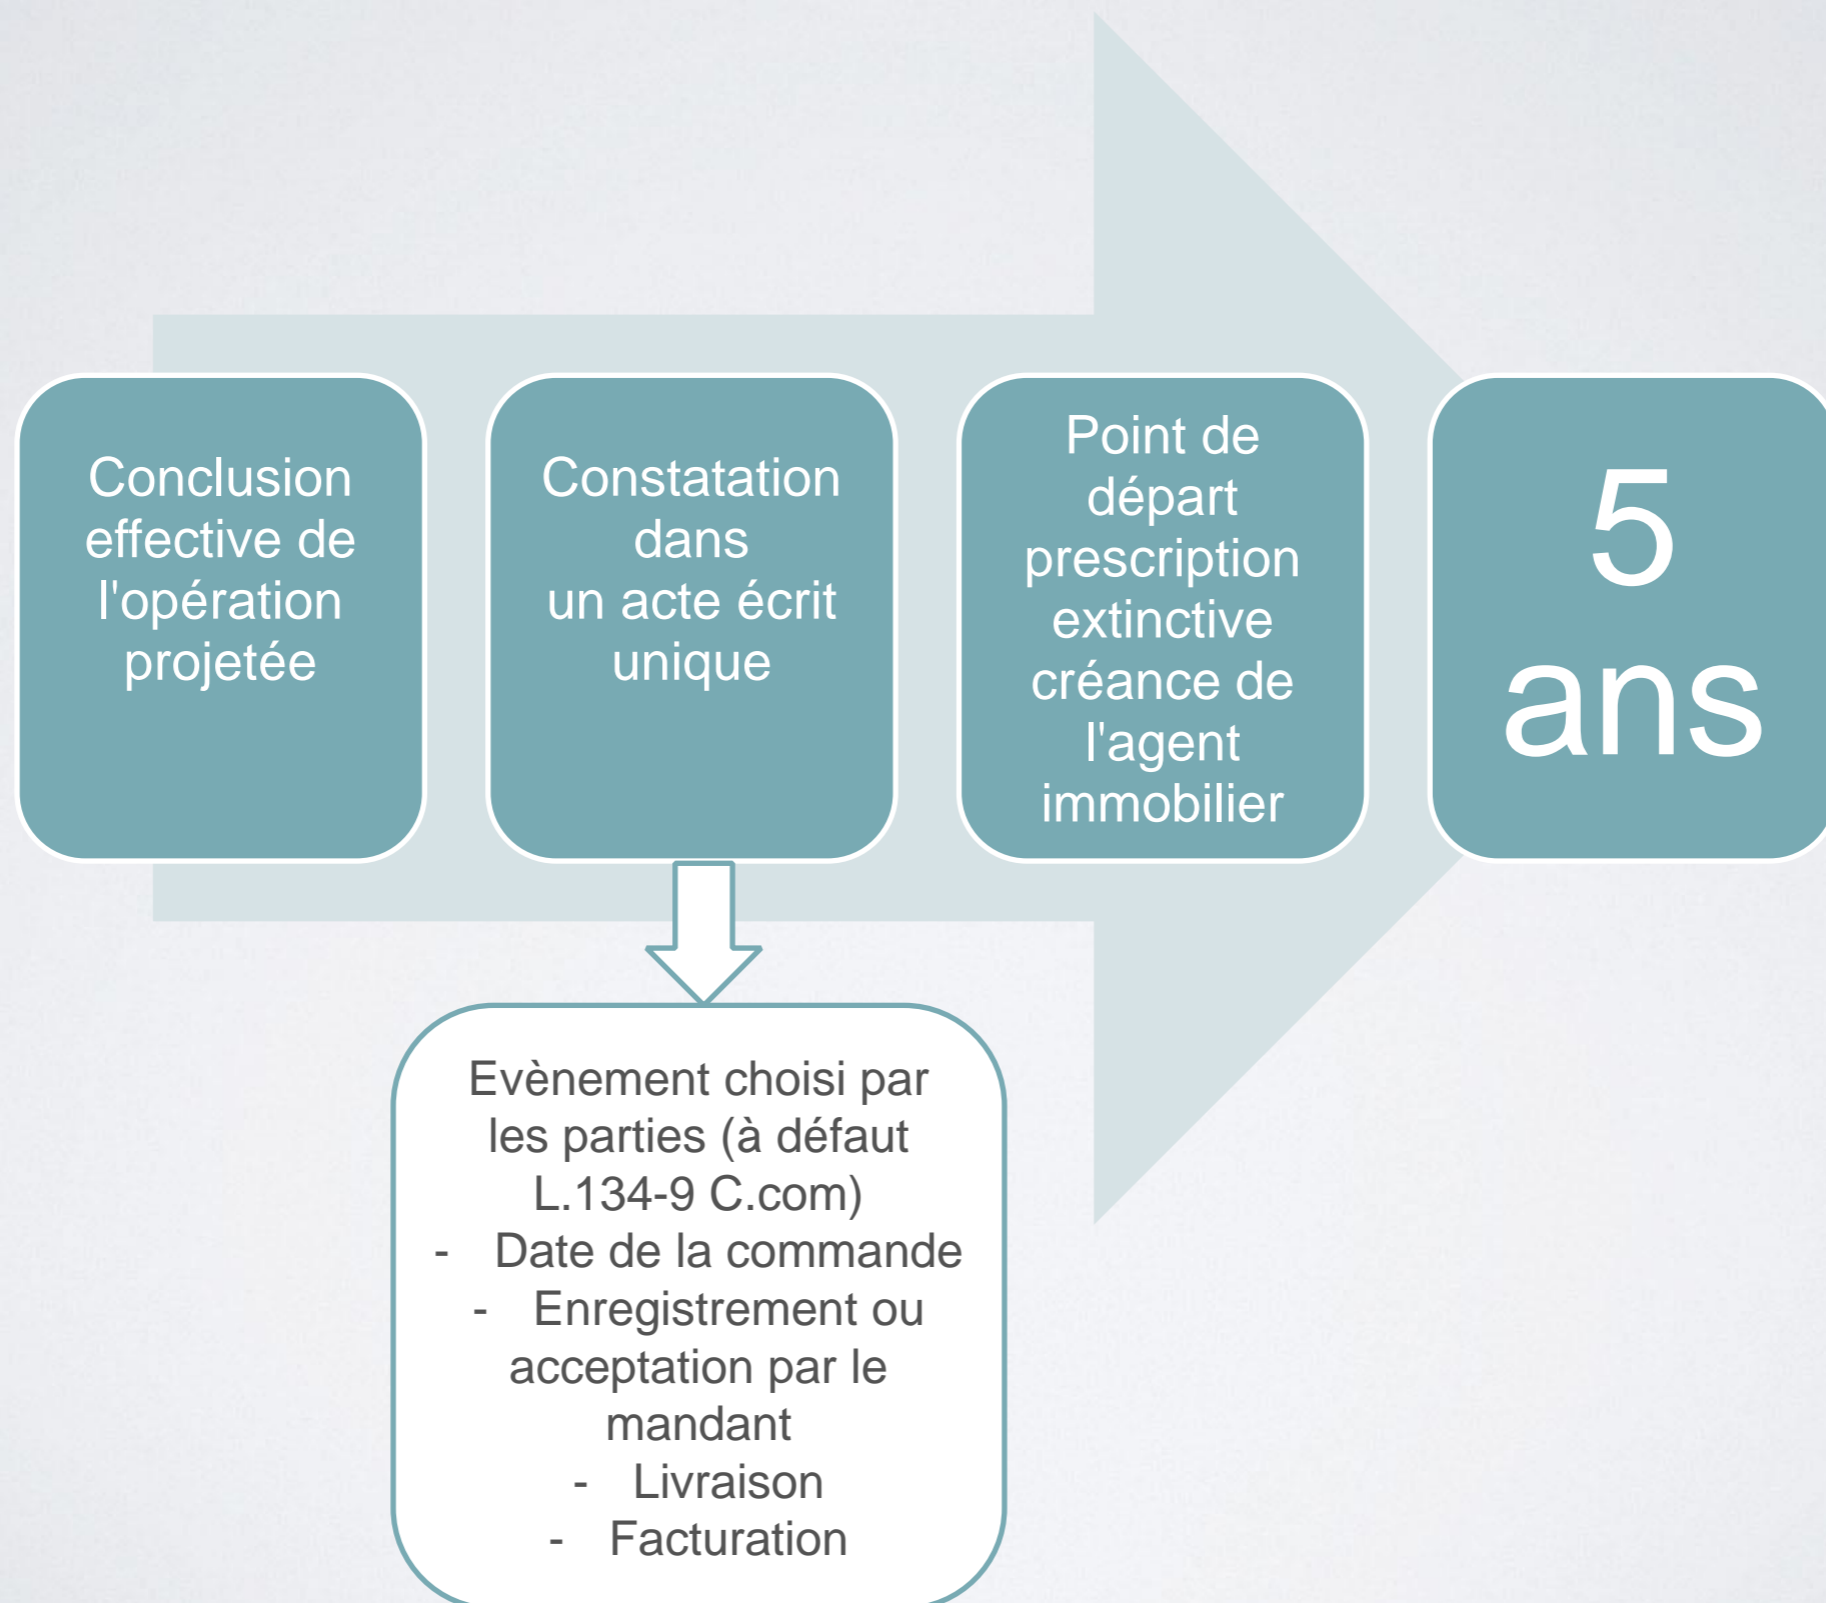 Conclusion
effective de
l'opération
projetée
Constatation
dans
un acte écrit
unique
Point de
départ
prescription
extinctive
créance de
l'agent
immobilier
5
ans
Evènement choisi par
les parties (à défaut
L.134-9 C.com)
- Date de la commande
- Enregistrement ou
acceptation par le
mandant
- Livraison
- Facturation